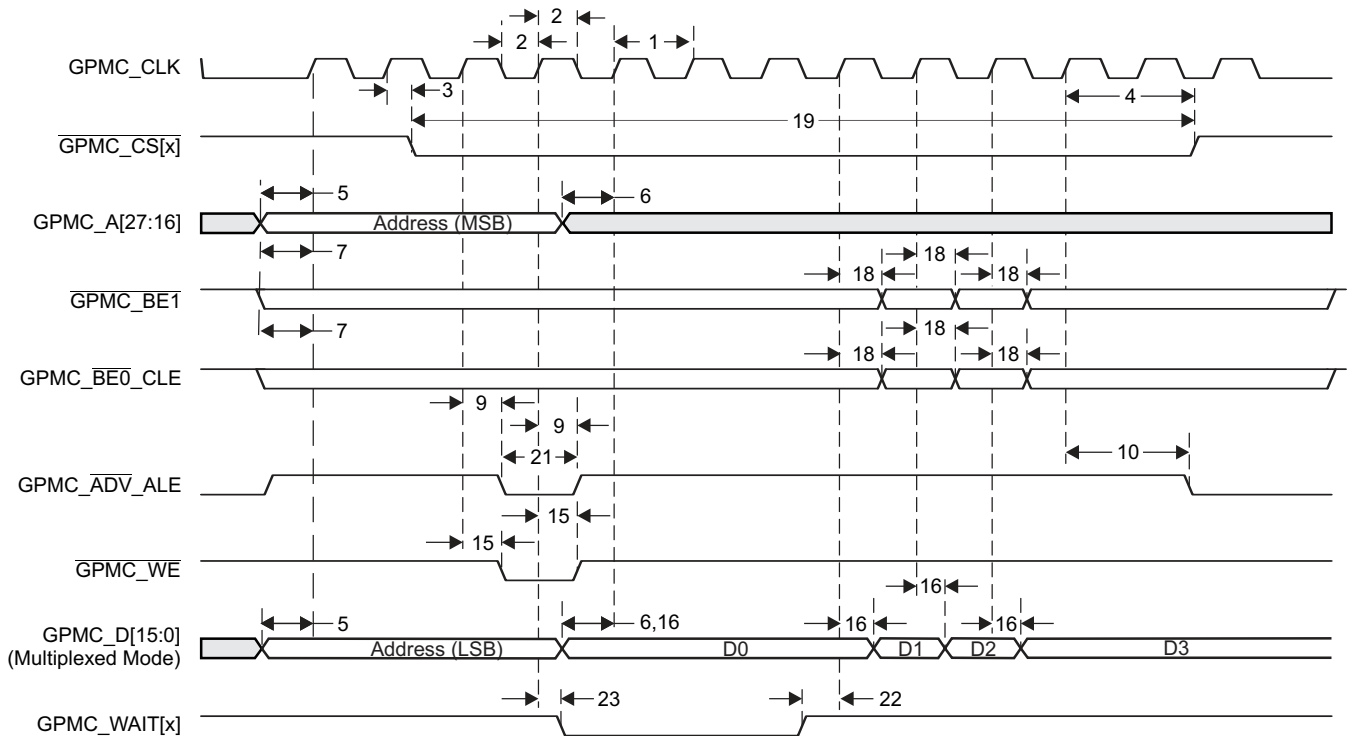 2
2
1
GPMC_CLK
3
4
19
GPMC_CS[x]
5
6
GPMC_A[27:16]
Address (MSB)
7
18
18
18
GPMC_BE1
7
18
18
18
GPMC_BE0_CLE
9
9
21
10
GPMC_ADV_ALE
15
15
GPMC_WE
16
5
6,16
16
16
GPMC_D[15:0]
(Multiplexed Mode)
Address (LSB)
D0
D1
D2
D3
23
22
GPMC_WAIT[x]